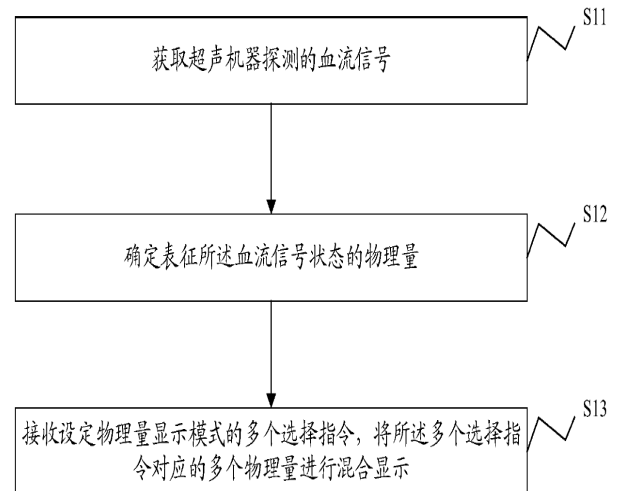 获取超声机器探测的血流信号
S11
确定表征所述血流信号状态的物理量
S12
接收设定物理量显示模式的多个选择指令，将所述多个选择指
令对应的多个物理量进行混合显示
S13